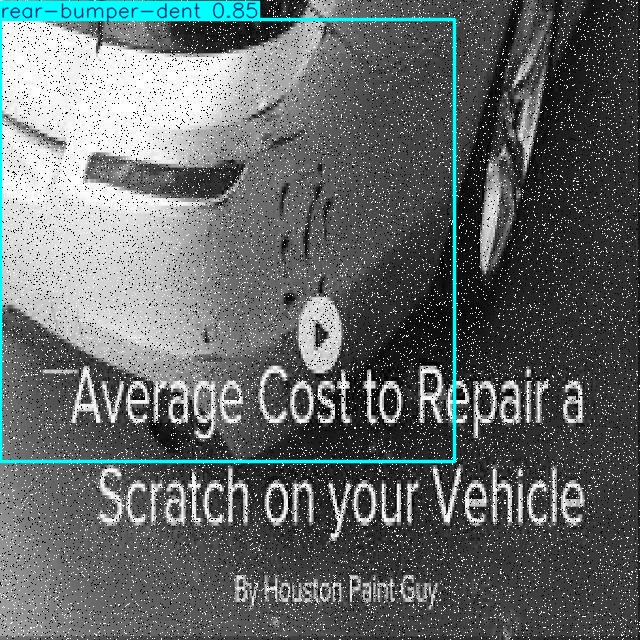 rear-bumper-dent 0.85
Average Cost to Repair a
Scratch on your Vehicle
By Houston Paint Guy